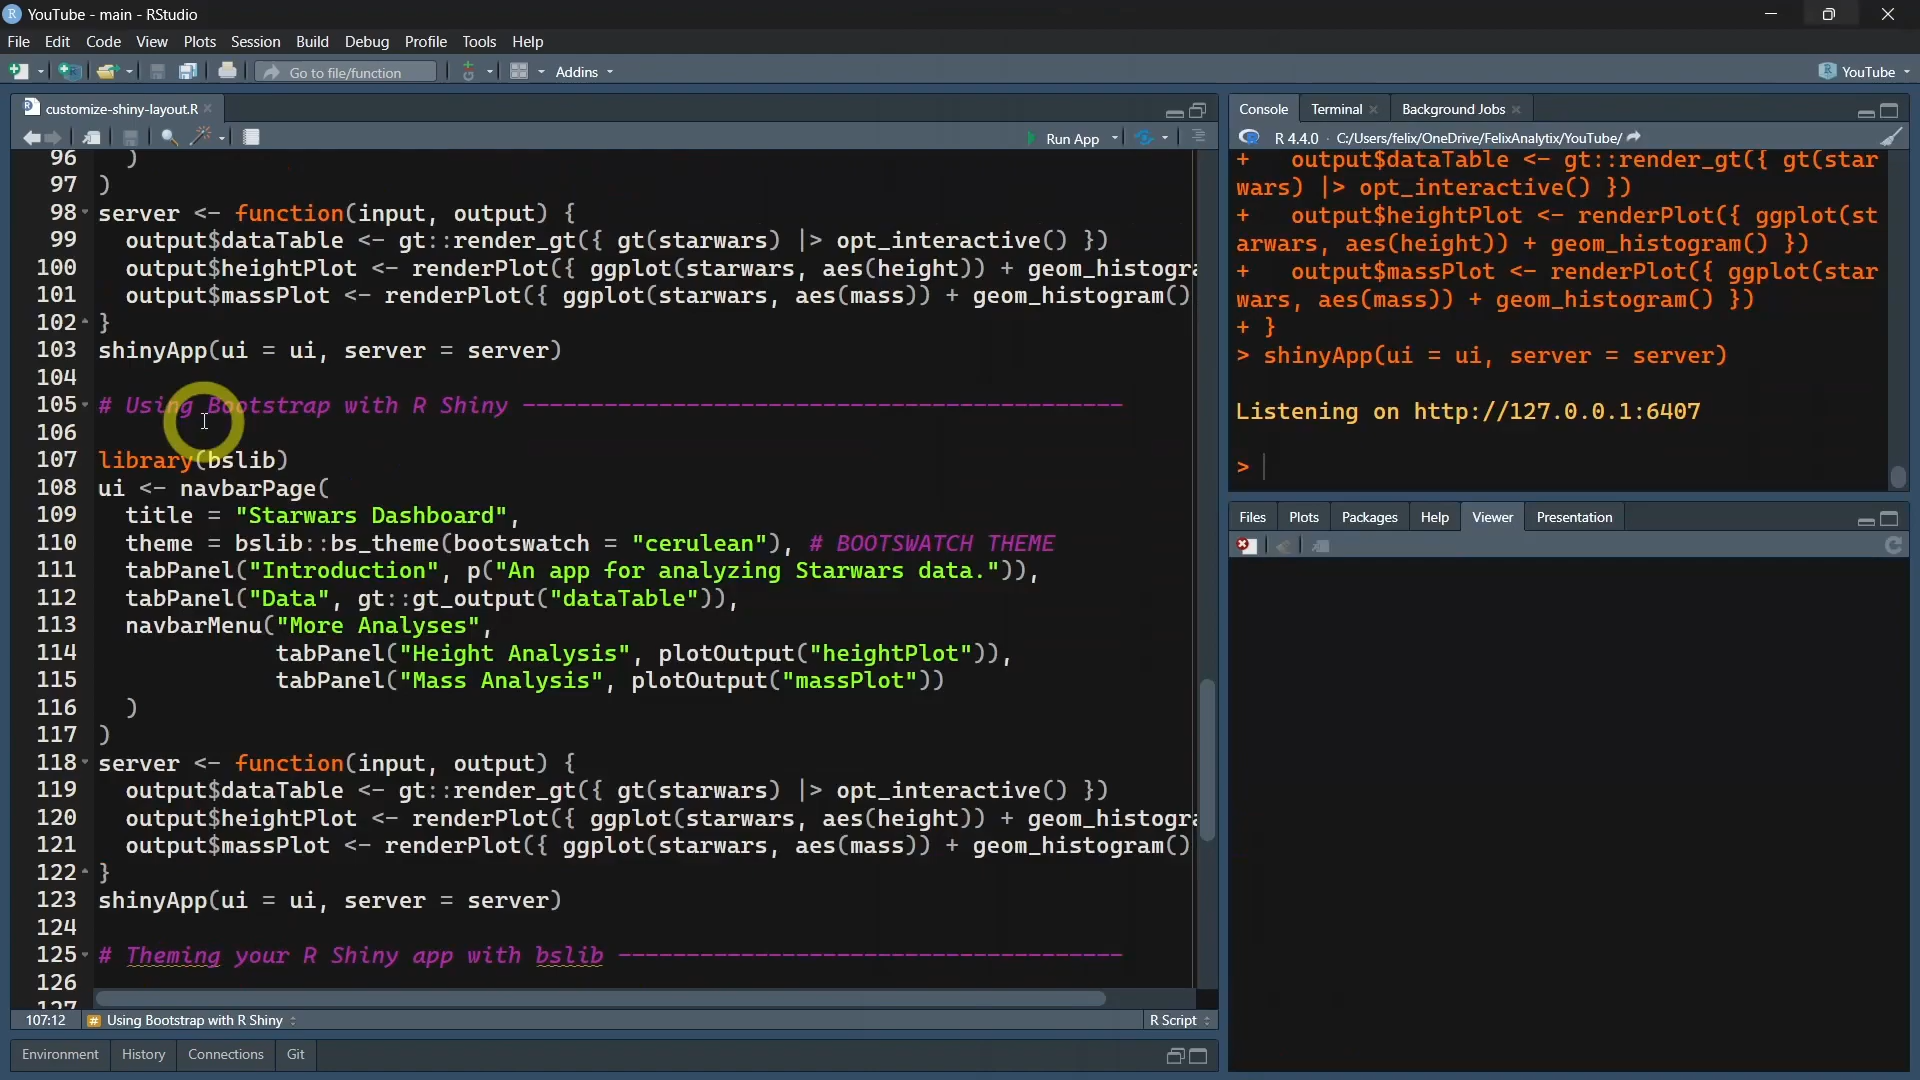 YouTube - main - RStudio
File Edit Code View Plots Session Build Debug Profile Tools Help
Go to file/function Addins YouTube
customize-shiny-layout.R
Run App
96 )
97 )
98 server <- function(input, output) {
99 output$dataTable <- gt::render_gt({ gt(starwars) |> opt_interactive() })
100 output$heightPlot <- renderPlot({ ggplot(starwars, aes(height)) + geom_histogra
101 output$massPlot <- renderPlot({ ggplot(starwars, aes(mass)) + geom_histogram()
102 }
103 shinyApp(ui = ui, server = server)
104
105 # Using Bootstrap with R Shiny --------------------------------------------
106
107 library(bslib)
108 ui <- navbarPage(
109 title = "Starwars Dashboard",
110 theme = bslib::bs_theme(bootswatch = "cerulean"), # BOOTSWATCH THEME
111 tabPanel("Introduction", p("An app for analyzing Starwars data.")),
112 tabPanel("Data", gt::gt_output("dataTable")),
113 navbarMenu("More Analyses",
114 tabPanel("Height Analysis", plotOutput("heightPlot")),
115 tabPanel("Mass Analysis", plotOutput("massPlot"))
116 )
117 )
118 server <- function(input, output) {
119 output$dataTable <- gt::render_gt({ gt(starwars) |> opt_interactive() })
120 output$heightPlot <- renderPlot({ ggplot(starwars, aes(height)) + geom_histogra
121 output$massPlot <- renderPlot({ ggplot(starwars, aes(mass)) + geom_histogram()
122 }
123 shinyApp(ui = ui, server = server)
124
125 # Theming your R Shiny app with bslib -------------------------------------
126
127
107:12 # Using Bootstrap with R Shiny R Script
Environment History Connections Git
Console Terminal Background Jobs
R 4.4.0 · C:/Users/felix/OneDrive/FelixAnalytix/YouTube/
+ output$dataTable <- gt::render_gt({ gt(star
wars) |> opt_interactive() })
+ output$heightPlot <- renderPlot({ ggplot(st
arwars, aes(height)) + geom_histogram() })
+ output$massPlot <- renderPlot({ ggplot(star
wars, aes(mass)) + geom_histogram() })
+ }
> shinyApp(ui = ui, server = server)
Listening on http://127.0.0.1:6407
>
Files Plots Packages Help Viewer Presentation